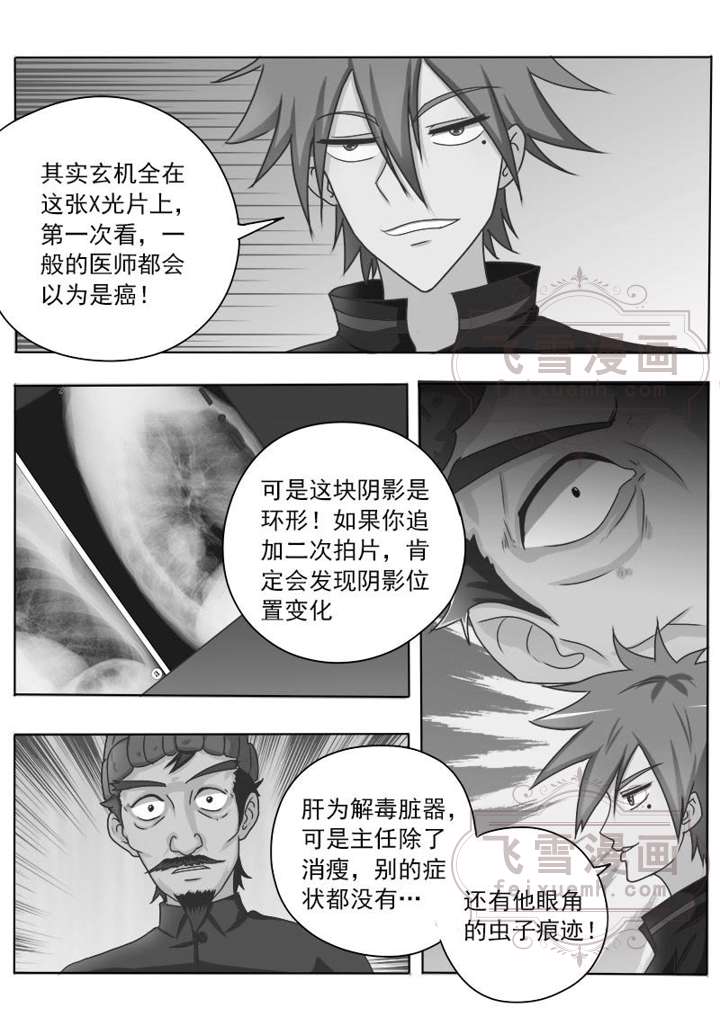 其实玄机全在
这张X光片上，
第一次看，一
般的医师都会
以为是癌！
飞雪漫画
feixuemh.com
可是这块阴影是
环形！如果你追
加二次拍片，肯
定会发现阴影位
置变化
肝为解毒脏器，
可是主任除了
消瘦，别的症
状都没有…
飞雪漫画
feixuemh.com
还有他眼角
的虫子痕迹！